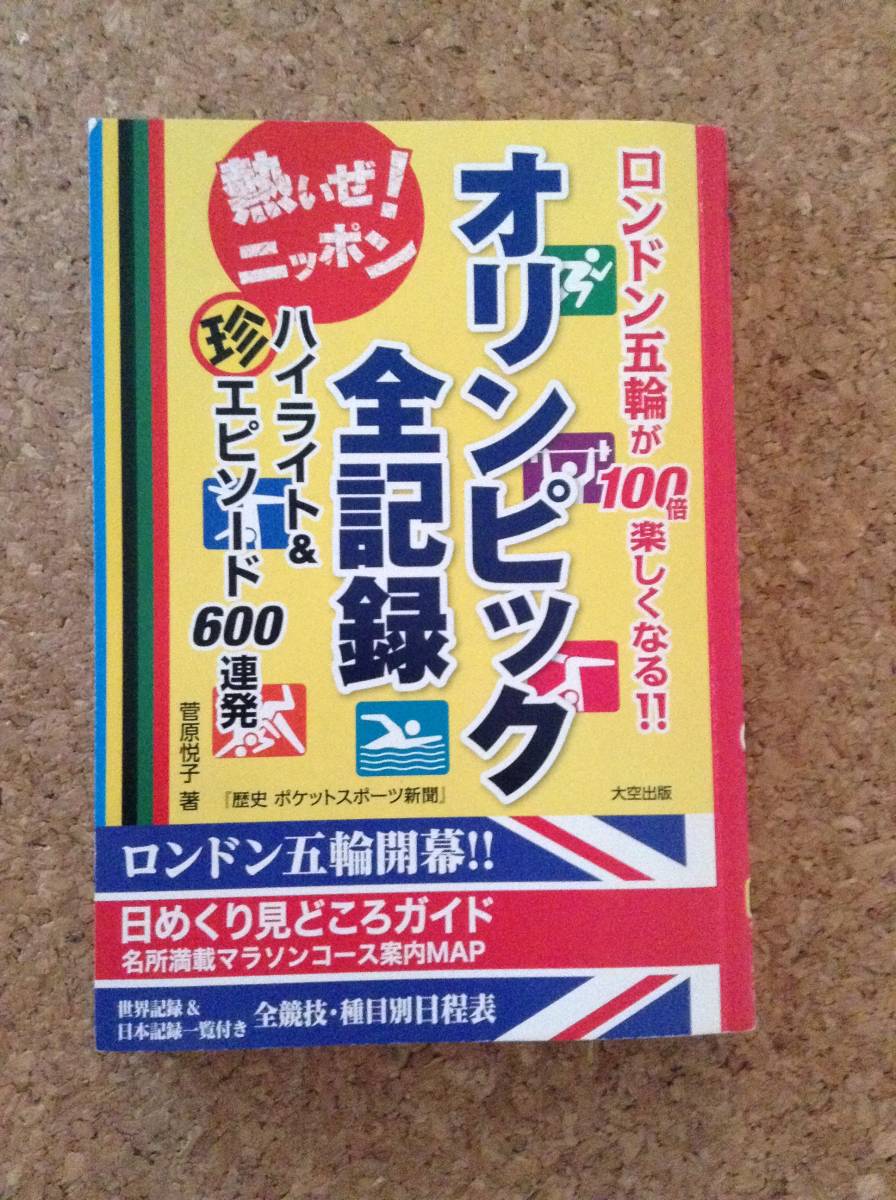 ロンドン五輪が100倍楽しくなる!!
オリンピック
全記録
熱いぜ!
ニッポン
ハイライト&
珍エピソード600連発
菅原悦子 著
『歴史 ポケットスポーツ新聞』
大空出版
ロンドン五輪開幕!!
日めくり見どころガイド
名所満載マラソンコース案内MAP
世界記録&
日本記録一覧付き
全競技・種目別日程表